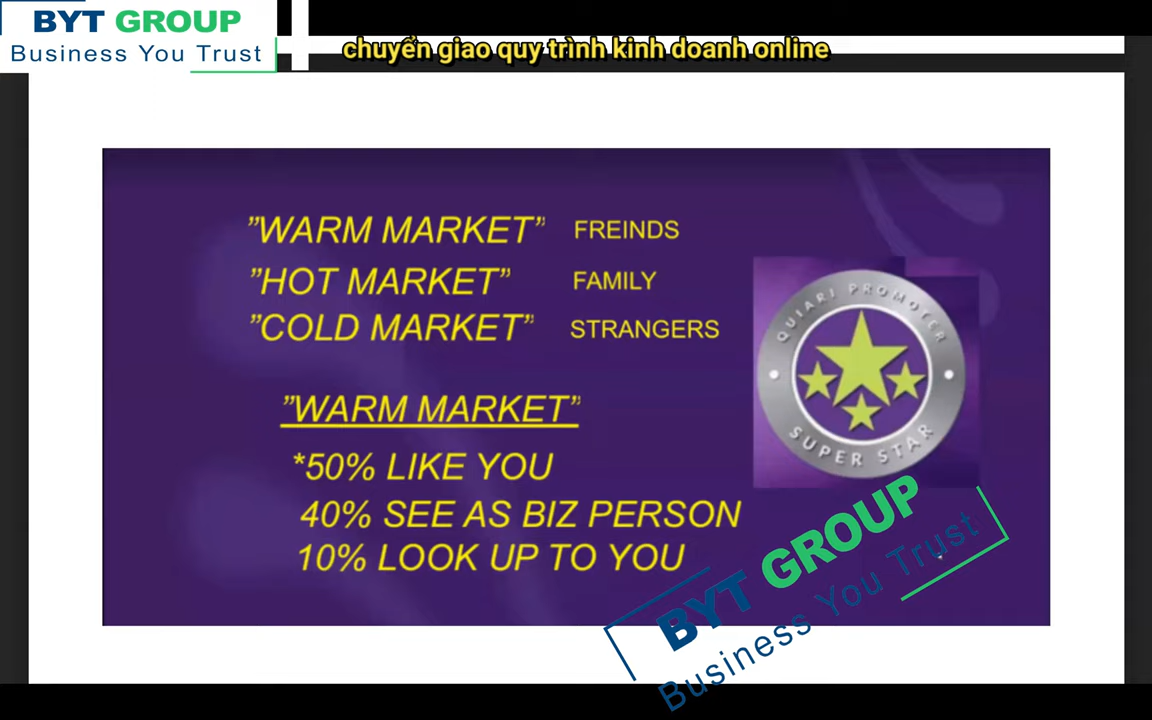 BYT GROUP
Business You Trust
chuyển giao quy trình kinh doanh online
”WARM MARKET” FREINDS
”HOT MARKET” FAMILY
”COLD MARKET” STRANGERS
”WARM MARKET”
*50% LIKE YOU
40% SEE AS BIZ PERSON
10% LOOK UP TO YOU
QUIARI PROMOTER
SUPER STAR
BYT GROUP
Business You Trust